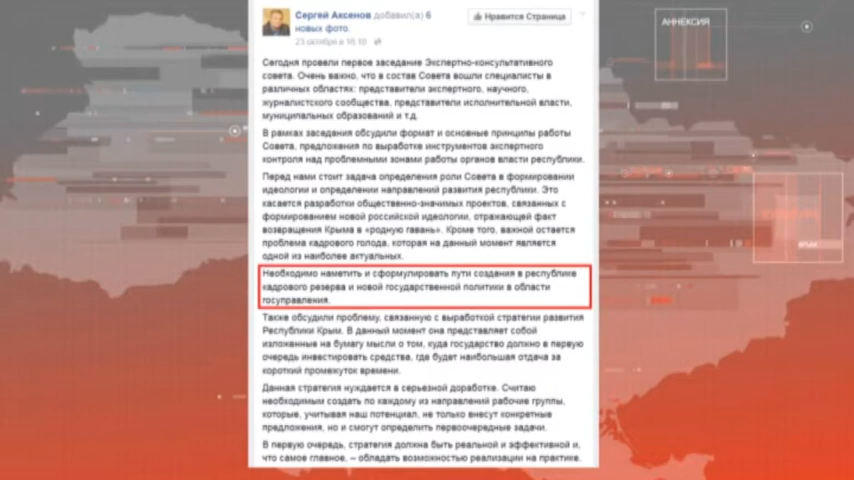 Сергей Аксенов добавил(а) 6
новых фото.
23 октября в 16:18
Нравится Страница
АННЕКСИЯ
КРЫМ
Сегодня провели первое заседание Экспертно-консультативного
совета. Очень важно, что в состав Совета вошли специалисты в
различных областях: представители экспертного, научного,
журналистского сообщества, представители исполнительной власти,
муниципальных образований и т.д.
В рамках заседания обсудили формат и основные принципы работы
Совета, предложения по выработке инструментов экспертного
контроля над проблемными зонами работы органов власти республики.
Перед нами стоит задача определения роли Совета в формировании
идеологии и определении направлений развития республики. Это
касается разработки общественно-значимых проектов, связанных с
формированием новой российской идеологии, отражающей факт
возвращения Крыма в «родную гавань». Кроме того, важной остается
проблема кадрового голода, которая на данный момент является
одной из наиболее актуальных.
Необходимо наметить и сформулировать пути создания в республике
кадрового резерва и новой государственной политики в области
госуправления.
Также обсудили проблему, связанную с выработкой стратегии развития
Республики Крым. В данный момент она представляет собой
изложенные на бумагу мысли о том, куда государство должно в первую
очередь инвестировать средства, где будет наибольшая отдача за
короткий промежуток времени.
Данная стратегия нуждается в серьезной доработке. Считаю
необходимым создать по каждому из направлений рабочие группы,
которые, учитывая наш потенциал, не только внесут конкретные
предложения, но и смогут определить первоочередные задачи.
В первую очередь, стратегия должна быть реальной и эффективной и,
что самое главное, – обладать возможностью реализации на практике.